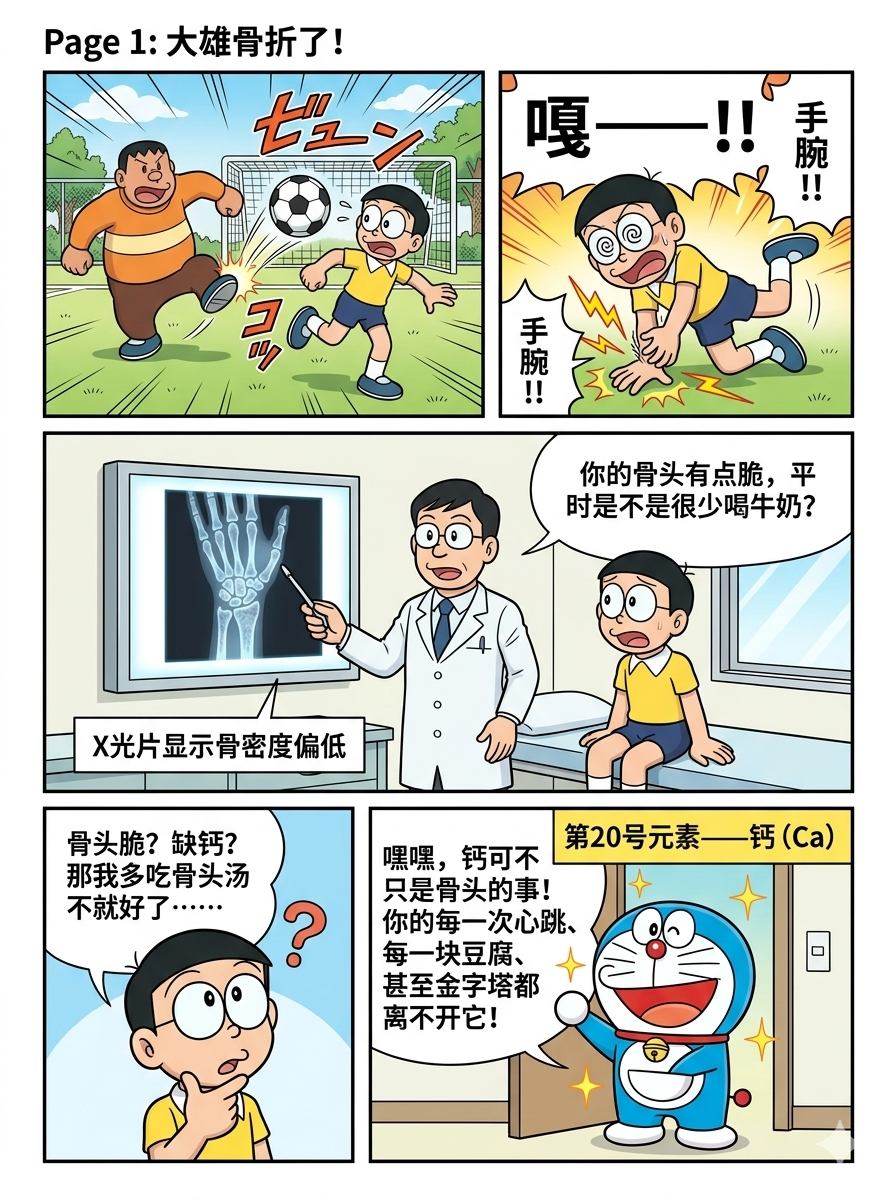 Page 1: 大雄骨折了！
ビューン
コッ
嘎——!!
手腕!!
手腕!!
你的骨头有点脆，平
时是不是很少喝牛奶？
X光片显示骨密度偏低
骨头脆？缺钙？
那我多吃骨头汤
不就好了……
?
第20号元素——钙（Ca）
嘿嘿，钙可不
只是骨头的事！
你的每一次心跳、
每一块豆腐、
甚至金字塔都
离不开它！